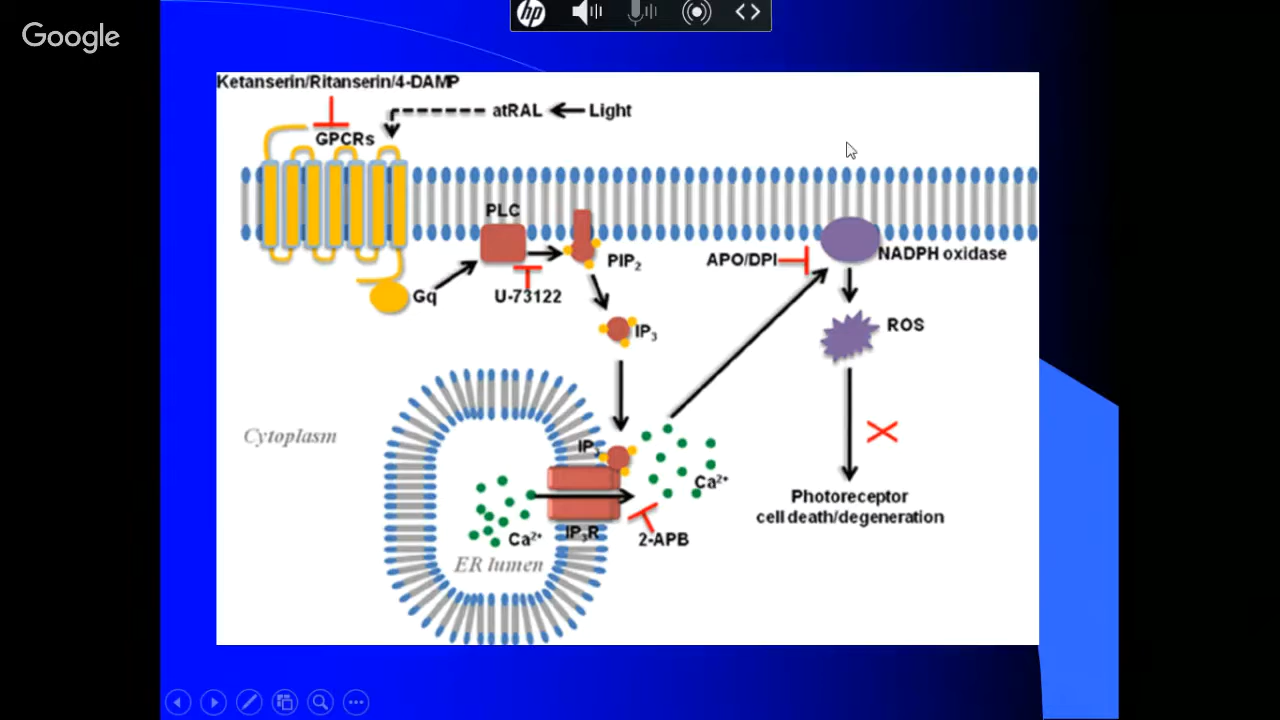 Google
hp
Ketanserin/Ritanserin/4-DAMP
atRAL
Light
GPCRs
PLC
PIP₂
APO/DPI
NADPH oxidase
Gq
U-73122
IP₃
ROS
Cytoplasm
IP₃
Ca²⁺
Photoreceptor
cell death/degeneration
Ca²⁺
IP₃R
2-APB
ER lumen